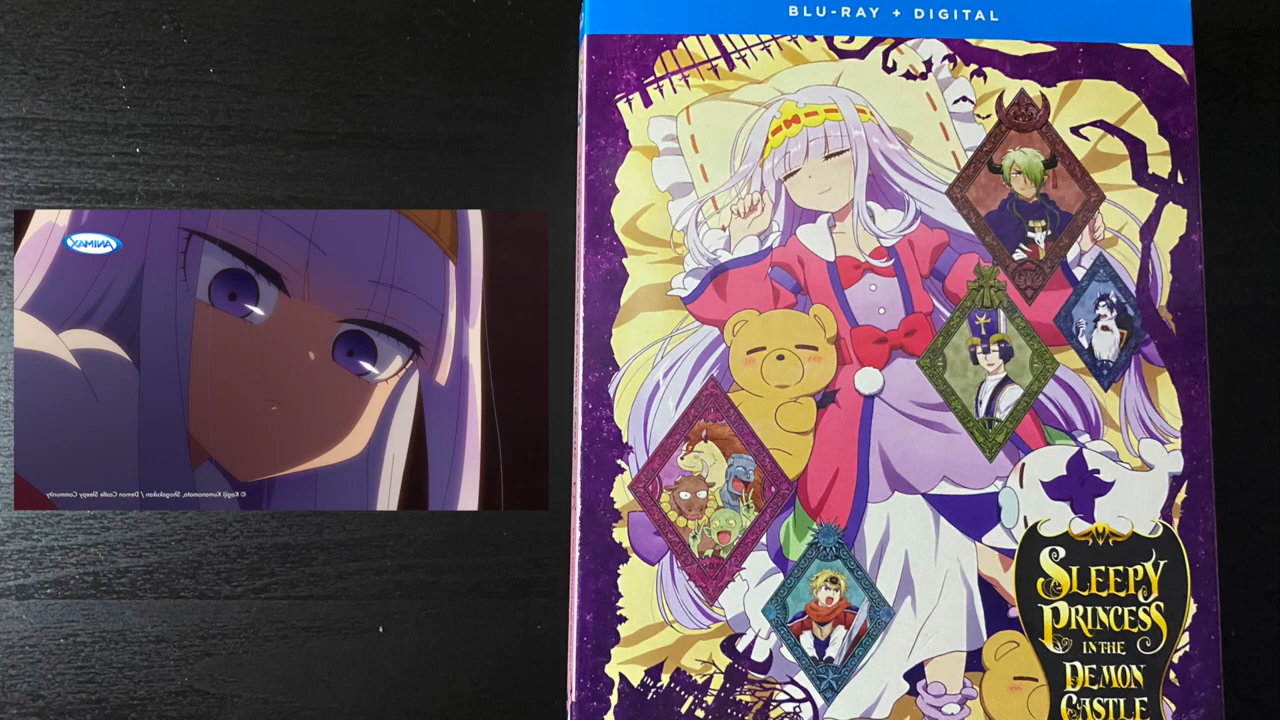 ANIMAX
© Kagiji Kumanomata, Shogakukan / Demon Castle Sleepy Community
BLU-RAY + DIGITAL
SLEEPY
PRINCESS
IN THE
DEMON
CASTLE